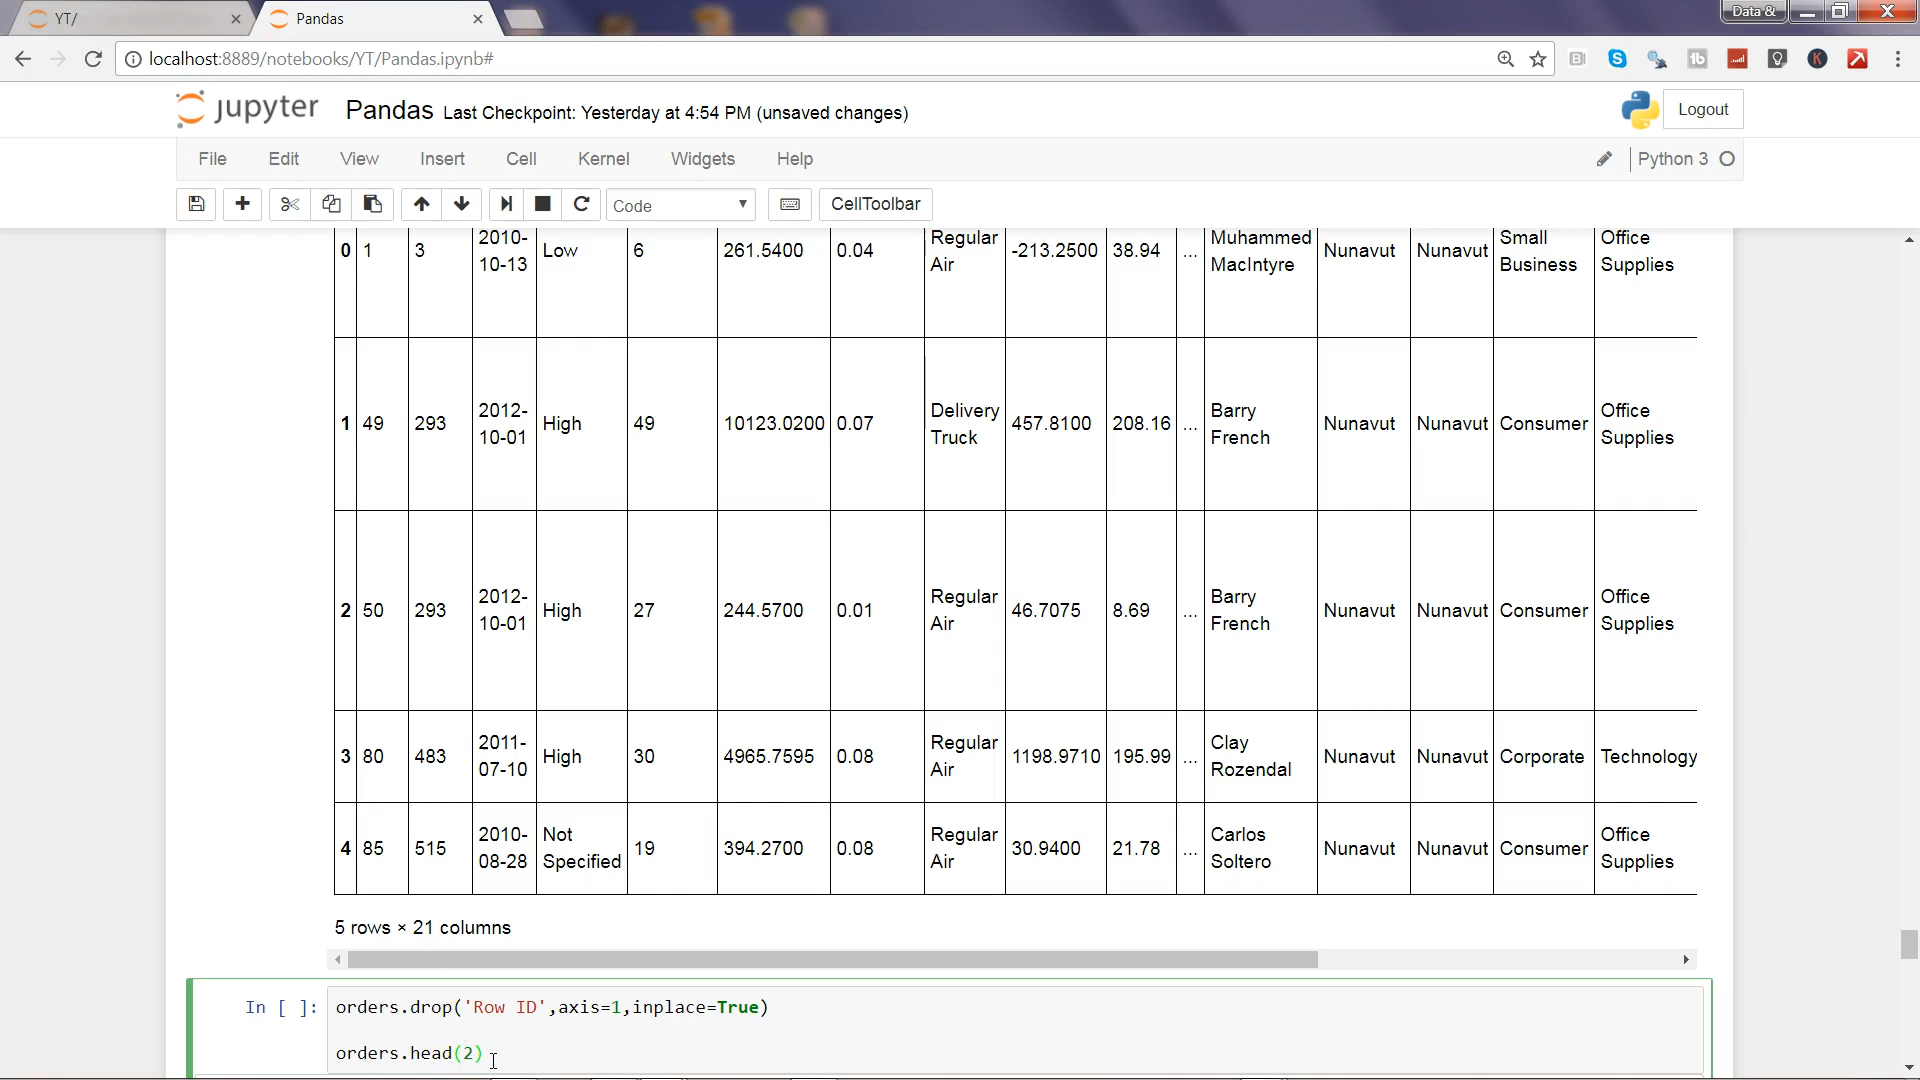 YT/
Pandas
Data &
localhost:8889/notebooks/YT/Pandas.ipynb#
jupyter Pandas Last Checkpoint: Yesterday at 4:54 PM (unsaved changes)
Logout
File Edit View Insert Cell Kernel Widgets Help
Python 3
Code
CellToolbar
0 1 3 2010-10-13 Low 6 261.5400 0.04 Regular Air -213.2500 38.94 ... Muhammed MacIntyre Nunavut Nunavut Small Business Office Supplies
1 49 293 2012-10-01 High 49 10123.0200 0.07 Delivery Truck 457.8100 208.16 ... Barry French Nunavut Nunavut Consumer Office Supplies
2 50 293 2012-10-01 High 27 244.5700 0.01 Regular Air 46.7075 8.69 ... Barry French Nunavut Nunavut Consumer Office Supplies
3 80 483 2011-07-10 High 30 4965.7595 0.08 Regular Air 1198.9710 195.99 ... Clay Rozendal Nunavut Nunavut Corporate Technology
4 85 515 2010-08-28 Not Specified 19 394.2700 0.08 Regular Air 30.9400 21.78 ... Carlos Soltero Nunavut Nunavut Consumer Office Supplies
5 rows × 21 columns
In [ ]: orders.drop('Row ID',axis=1,inplace=True)
orders.head(2)